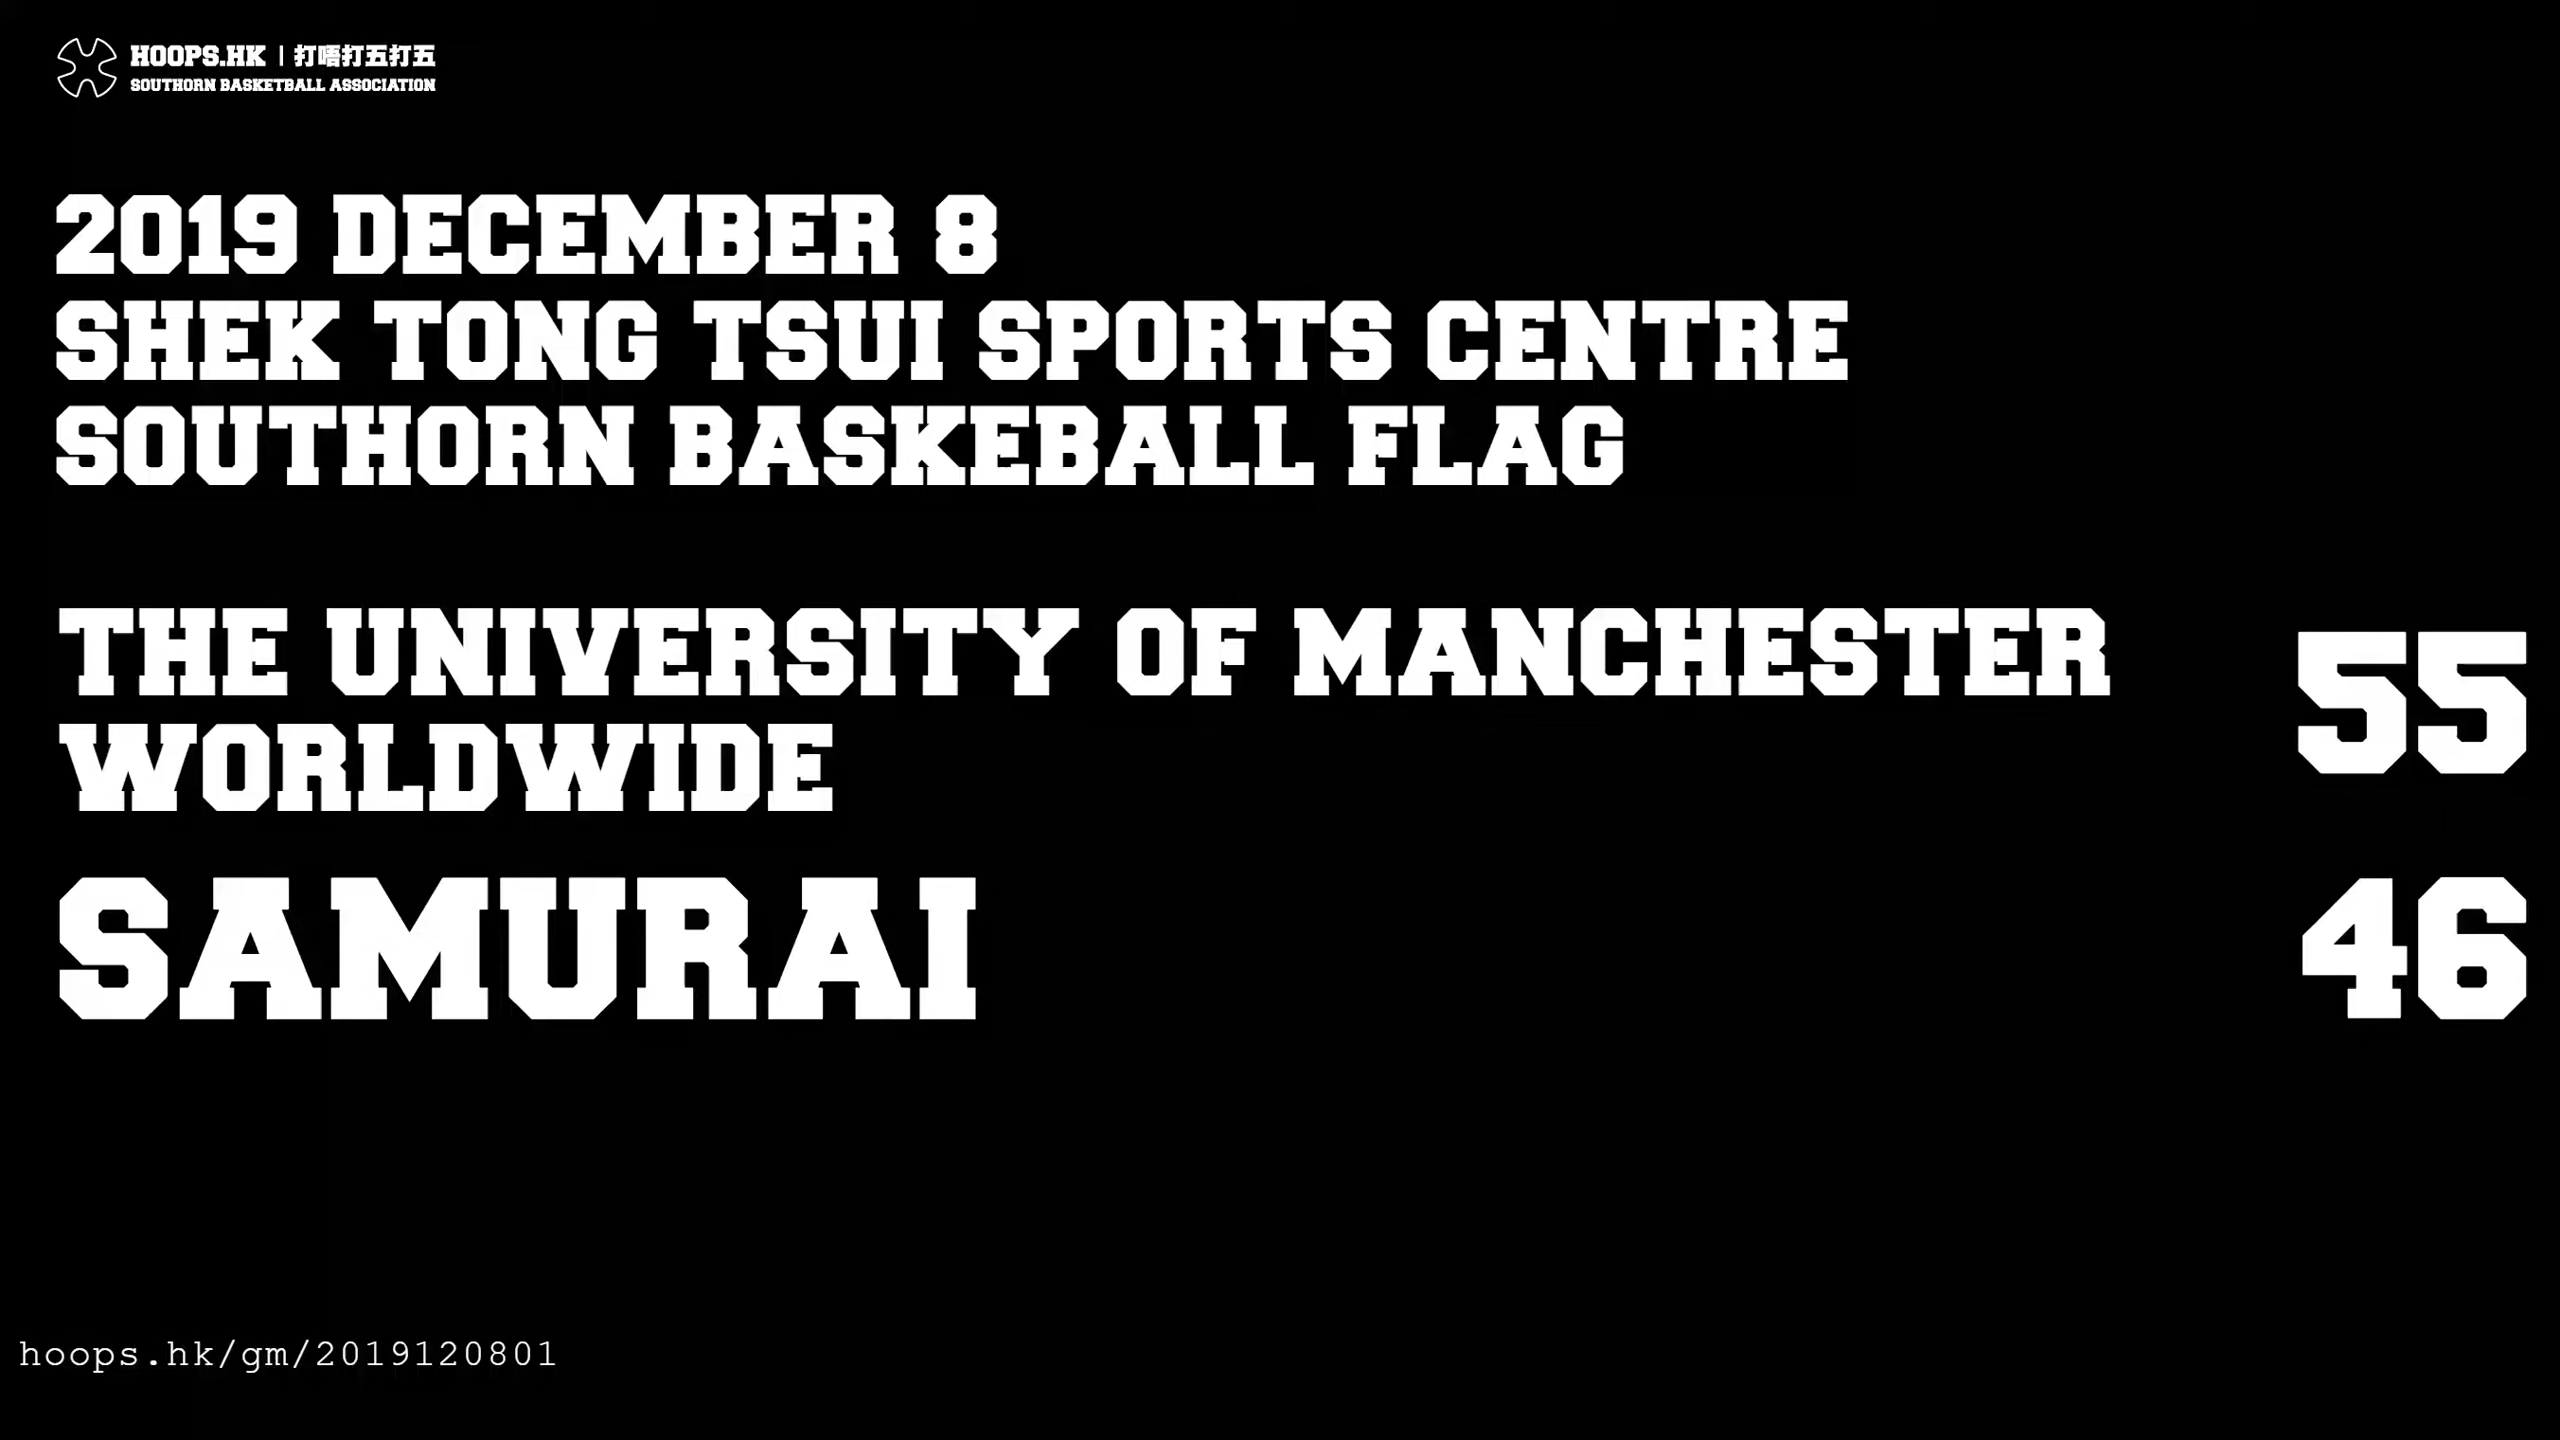 HOOPS.HK | 打唔打五打五
SOUTHORN BASKETBALL ASSOCIATION
2019 DECEMBER 8
SHEK TONG TSUI SPORTS CENTRE
SOUTHORN BASKEBALL FLAG
THE UNIVERSITY OF MANCHESTER
WORLDWIDE
55
SAMURAI
46
hoops.hk/gm/2019120801